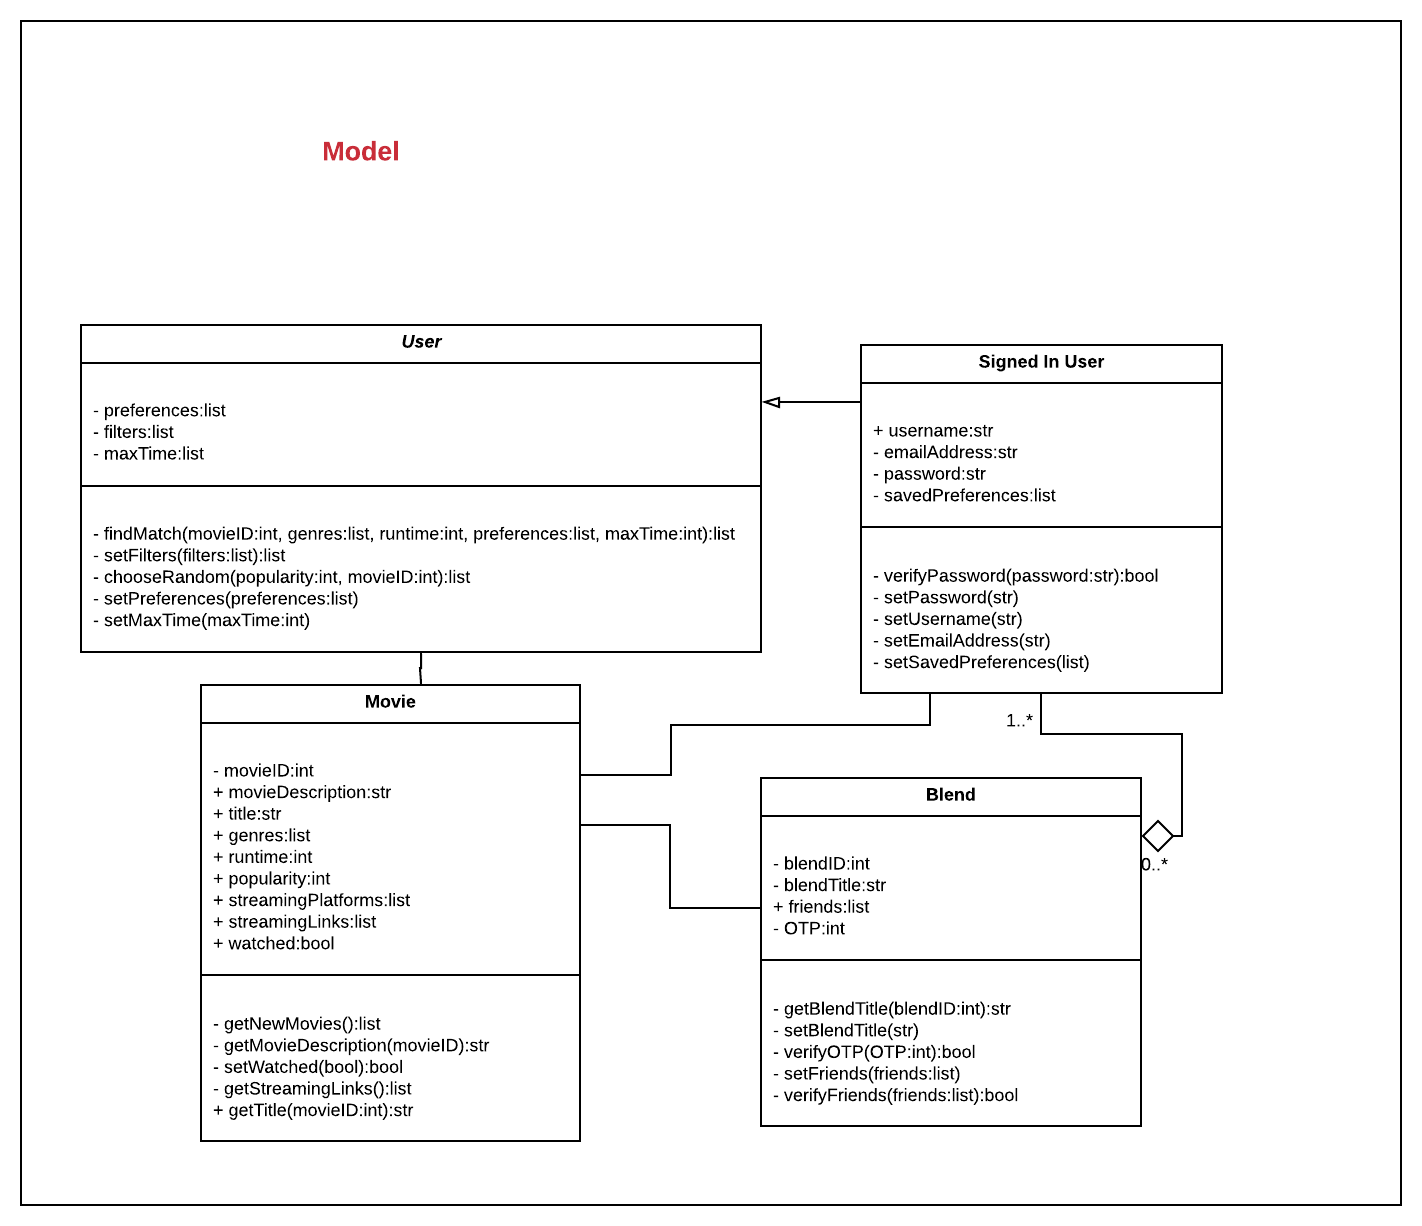 Model
User
- preferences:list
- filters:list
- maxTime:list
- findMatch(movieID:int, genres:list, runtime:int, preferences:list, maxTime:int):list
- setFilters(filters:list):list
- chooseRandom(popularity:int, movieID:int):list
- setPreferences(preferences:list)
- setMaxTime(maxTime:int)
Signed In User
+ username:str
- emailAddress:str
- password:str
- savedPreferences:list
- verifyPassword(password:str):bool
- setPassword(str)
- setUsername(str)
- setEmailAddress(str)
- setSavedPreferences(list)
1..*
Movie
- movieID:int
+ movieDescription:str
+ title:str
+ genres:list
+ runtime:int
+ popularity:int
+ streamingPlatforms:list
+ streamingLinks:list
+ watched:bool
- getNewMovies():list
- getMovieDescription(movieID):str
- setWatched(bool):bool
- getStreamingLinks():list
+ getTitle(movieID:int):str
Blend
0..*
- blendID:int
- blendTitle:str
+ friends:list
- OTP:int
- getBlendTitle(blendID:int):str
- setBlendTitle(str)
- verifyOTP(OTP:int):bool
- setFriends(friends:list)
- verifyFriends(friends:list):bool